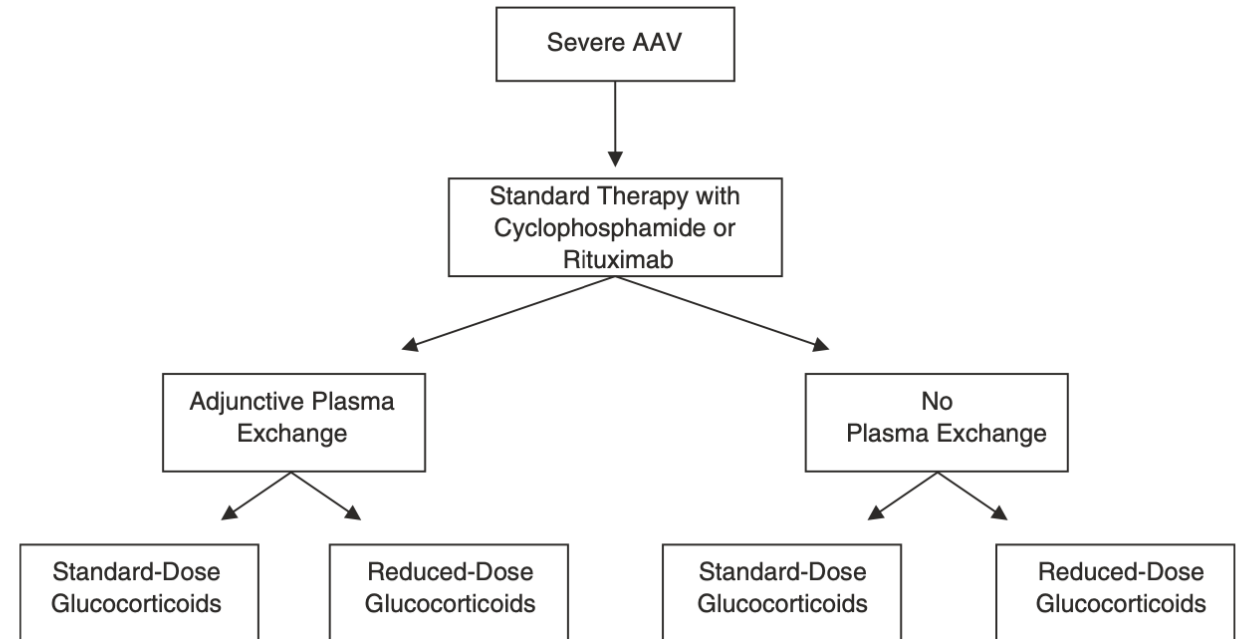 Severe AAV
Standard Therapy with
Cyclophosphamide or
Rituximab
Adjunctive Plasma
Exchange
No
Plasma Exchange
Standard-Dose
Glucocorticoids
Reduced-Dose
Glucocorticoids
Standard-Dose
Glucocorticoids
Reduced-Dose
Glucocorticoids